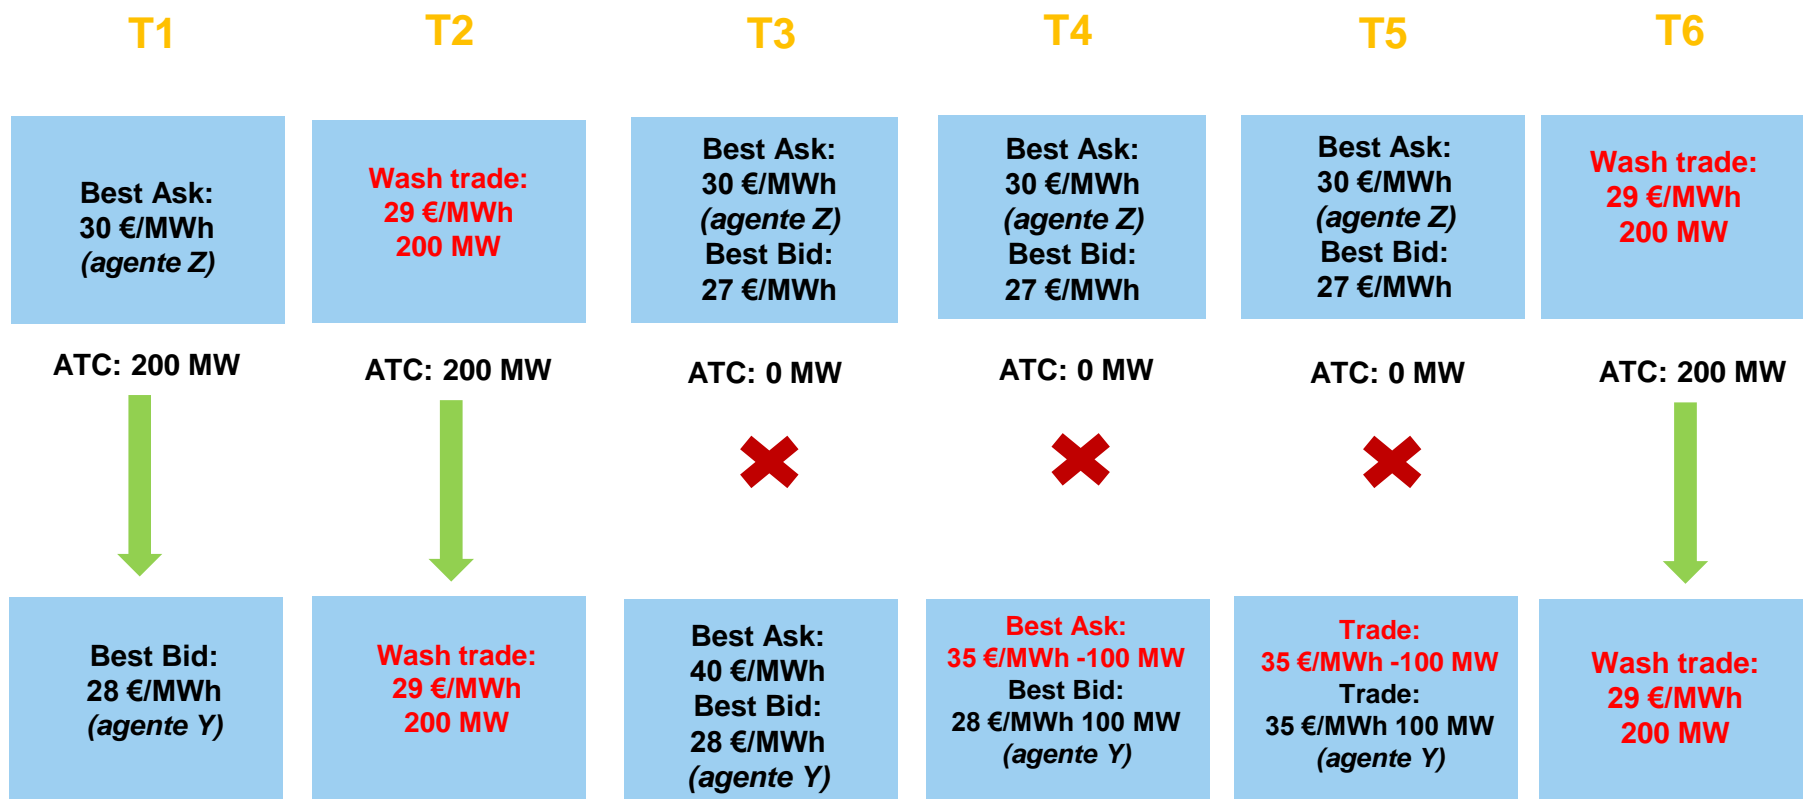 T1
T2
T3
T4
T5
T6
Best Ask:
30 €/MWh
(agente Z)
Wash trade:
29 €/MWh
200 MW
Best Ask:
30 €/MWh
(agente Z)
Best Bid:
27 €/MWh
Best Ask:
30 €/MWh
(agente Z)
Best Bid:
27 €/MWh
Best Ask:
30 €/MWh
(agente Z)
Best Bid:
27 €/MWh
Wash trade:
29 €/MWh
200 MW
ATC: 200 MW
ATC: 200 MW
ATC: 0 MW
ATC: 0 MW
ATC: 0 MW
ATC: 200 MW
Best Bid:
28 €/MWh
(agente Y)
Wash trade:
29 €/MWh
200 MW
Best Ask:
40 €/MWh
Best Bid:
28 €/MWh
(agente Y)
Best Ask:
35 €/MWh -100 MW
Best Bid:
28 €/MWh 100 MW
(agente Y)
Trade:
35 €/MWh -100 MW
Trade:
35 €/MWh 100 MW
(agente Y)
Wash trade:
29 €/MWh
200 MW